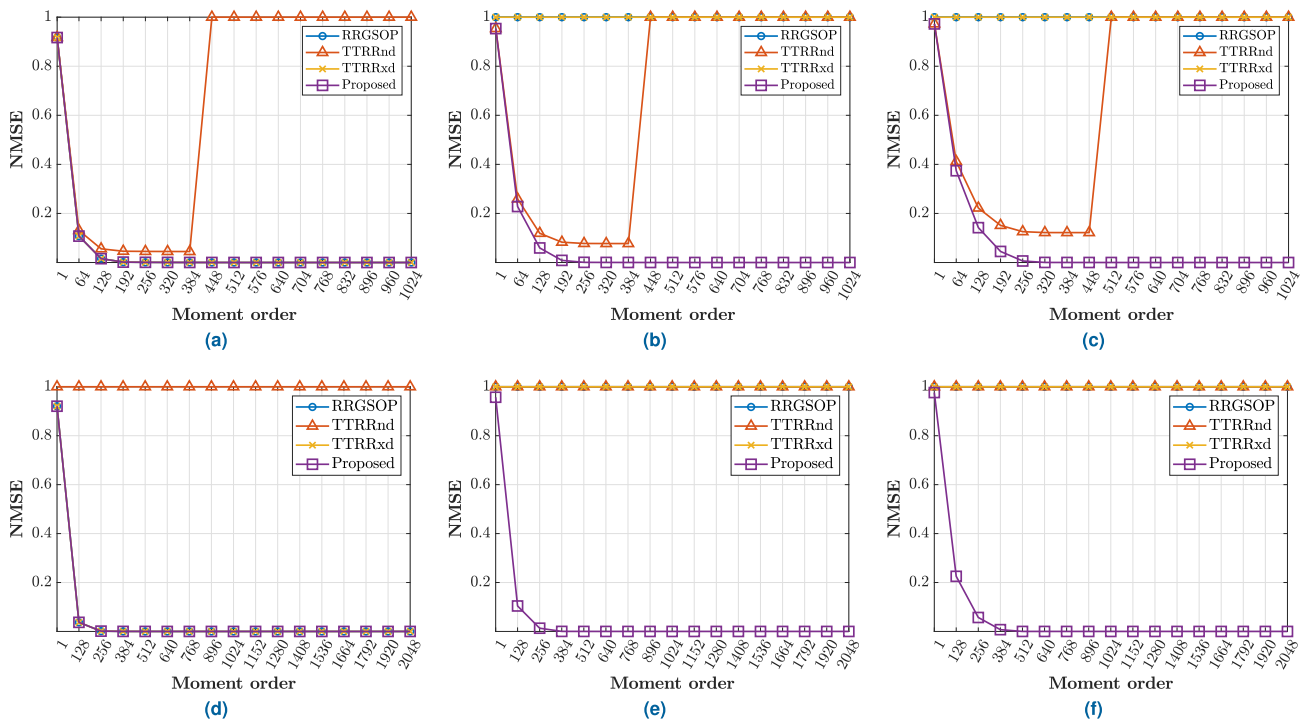 1
0.8
0.6
0.4
0.2
NMSE
RRGSOP
TTRRnd
TTRRxd
Proposed
1 64 128 192 256 320 384 448 512 576 640 704 768 832 896 960 1024
Moment order
(a)
1
0.8
0.6
0.4
0.2
NMSE
RRGSOP
TTRRnd
TTRRxd
Proposed
1 64 128 192 256 320 384 448 512 576 640 704 768 832 896 960 1024
Moment order
(b)
1
0.8
0.6
0.4
0.2
NMSE
RRGSOP
TTRRnd
TTRRxd
Proposed
1 64 128 192 256 320 384 448 512 576 640 704 768 832 896 960 1024
Moment order
(c)
1
0.8
0.6
0.4
0.2
NMSE
RRGSOP
TTRRnd
TTRRxd
Proposed
1 128 256 384 512 640 768 896 1024 1152 1280 1408 1536 1664 1792 1920 2048
Moment order
(d)
1
0.8
0.6
0.4
0.2
NMSE
RRGSOP
TTRRnd
TTRRxd
Proposed
1 128 256 384 512 640 768 896 1024 1152 1280 1408 1536 1664 1792 1920 2048
Moment order
(e)
1
0.8
0.6
0.4
0.2
NMSE
RRGSOP
TTRRnd
TTRRxd
Proposed
1 128 256 384 512 640 768 896 1024 1152 1280 1408 1536 1664 1792 1920 2048
Moment order
(f)